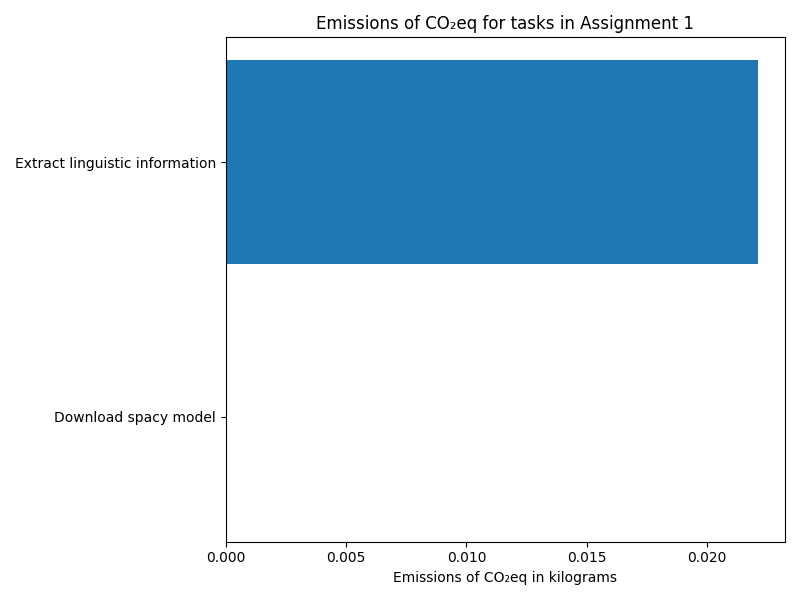 Emissions of CO₂eq for tasks in Assignment 1
Extract linguistic information
Download spacy model
0.000 0.005 0.010 0.015 0.020
Emissions of CO₂eq in kilograms